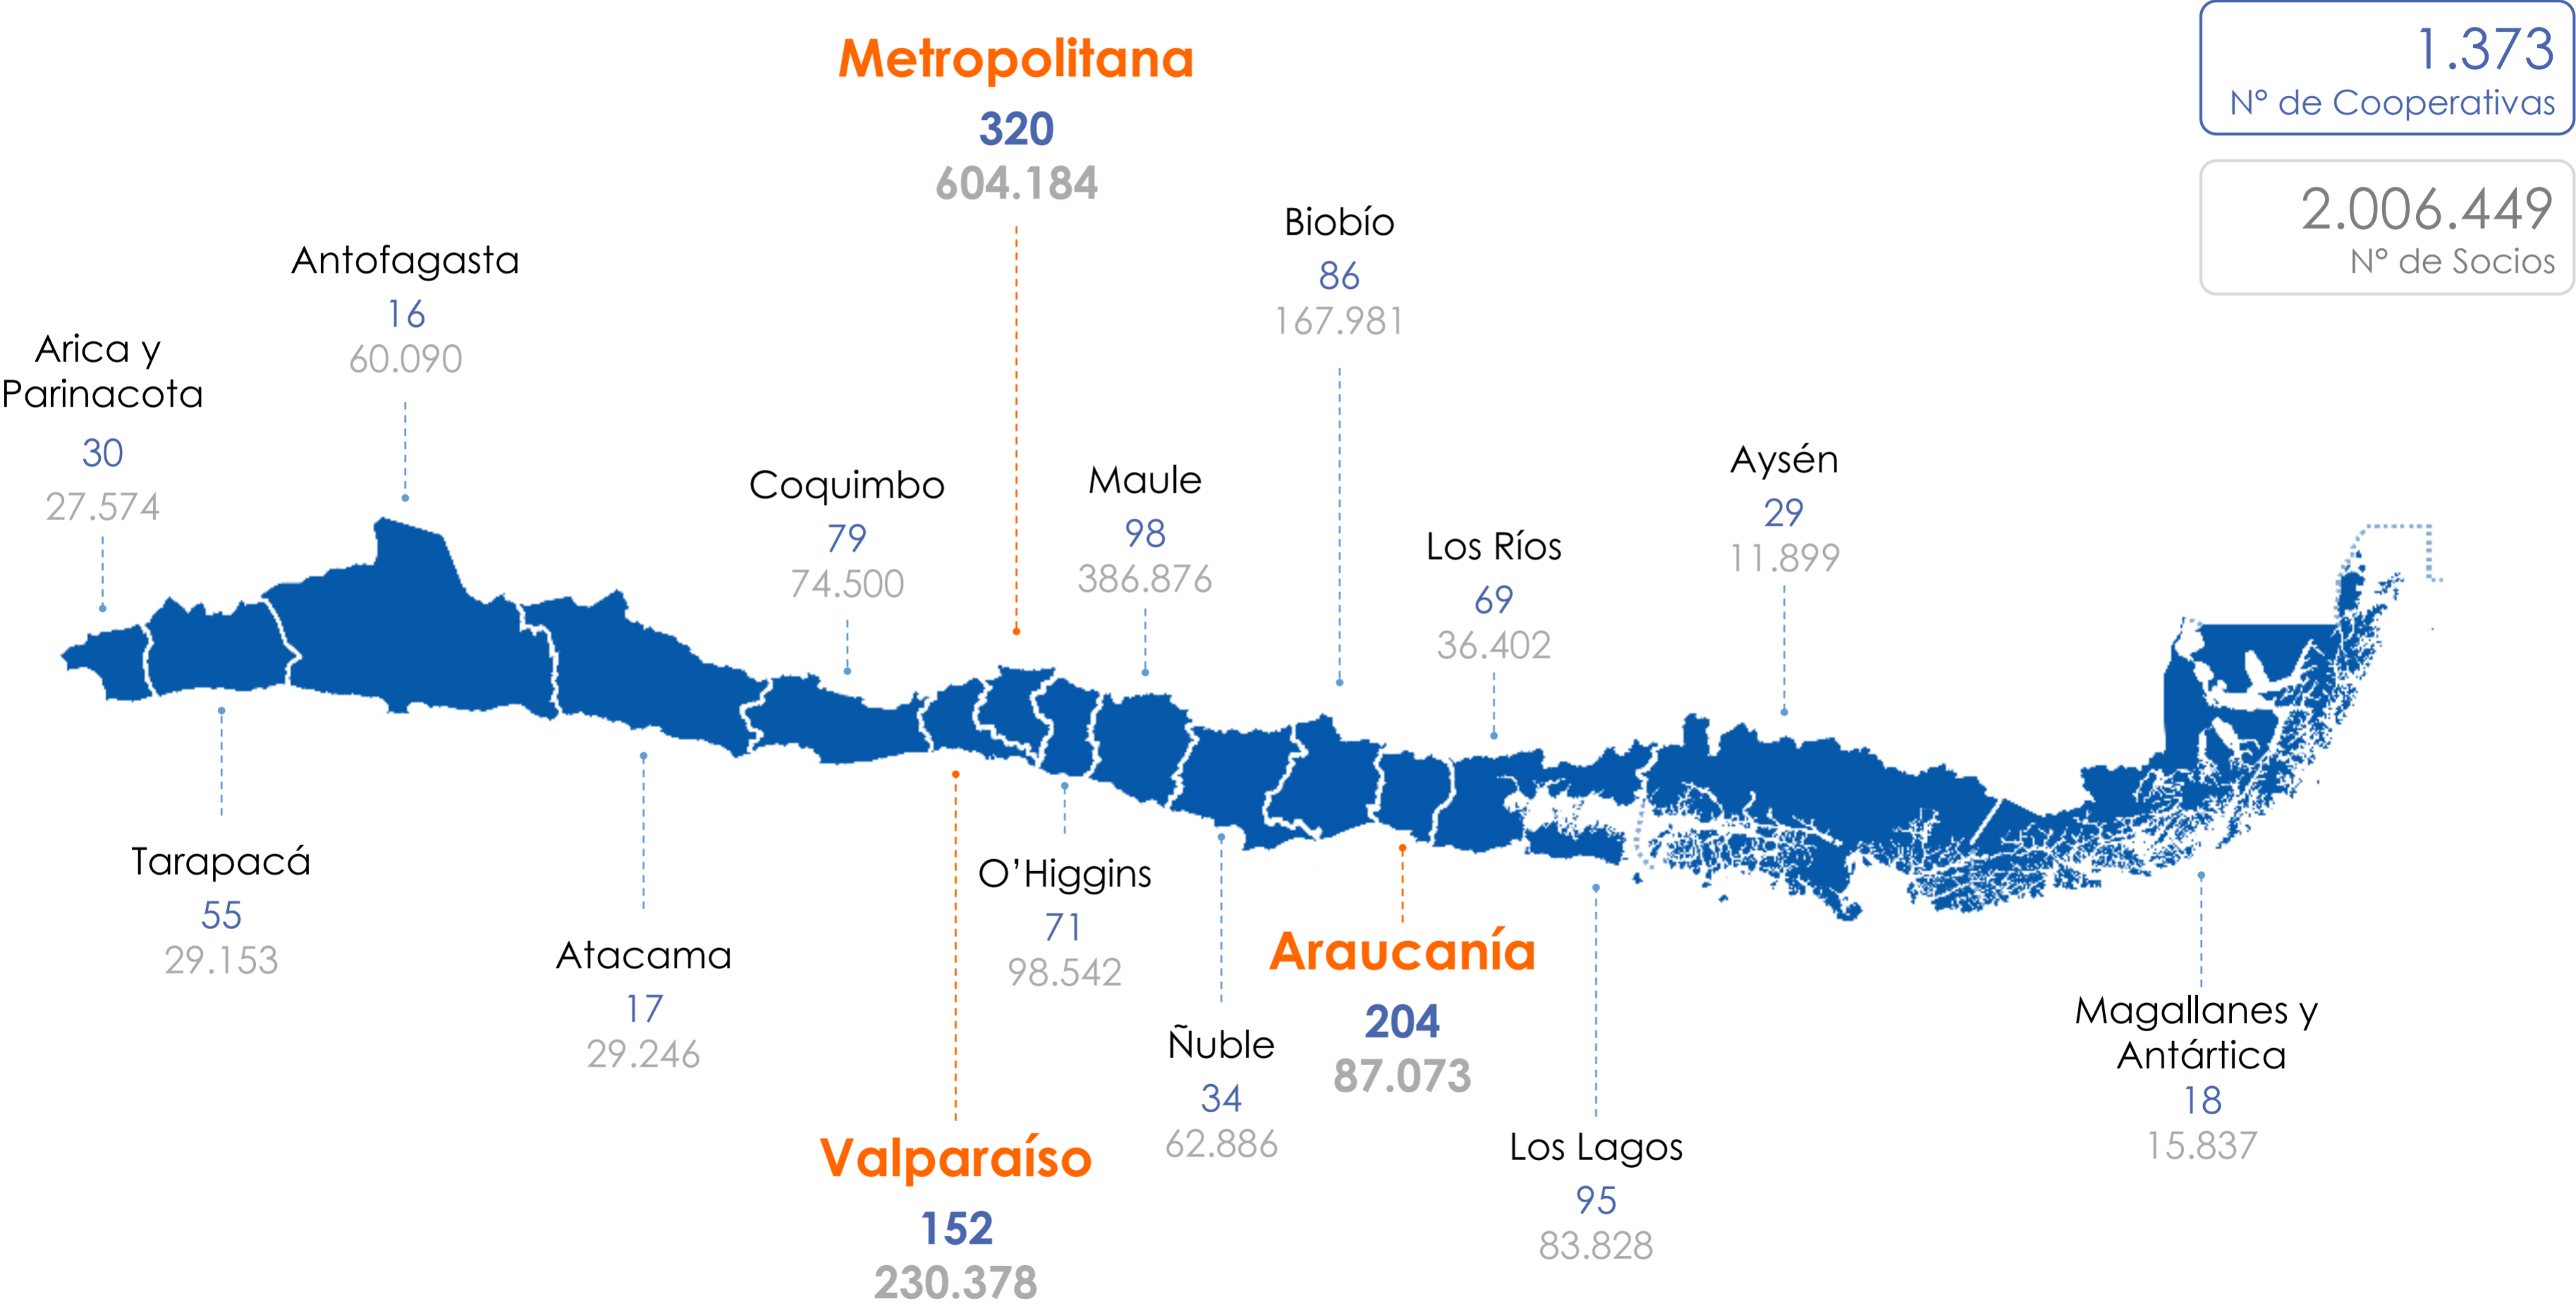 Metropolitana
320
604.184
1.373
N° de Cooperativas
2.006.449
N° de Socios
Arica y
Parinacota
30
27.574
Antofagasta
16
60.090
Coquimbo
79
74.500
Maule
98
386.876
Biobío
86
167.981
Los Ríos
69
36.402
Aysén
29
11.899
Tarapacá
55
29.153
Atacama
17
29.246
Valparaíso
152
230.378
O’Higgins
71
98.542
Ñuble
34
62.886
Araucanía
204
87.073
Los Lagos
95
83.828
Magallanes y
Antártica
18
15.837